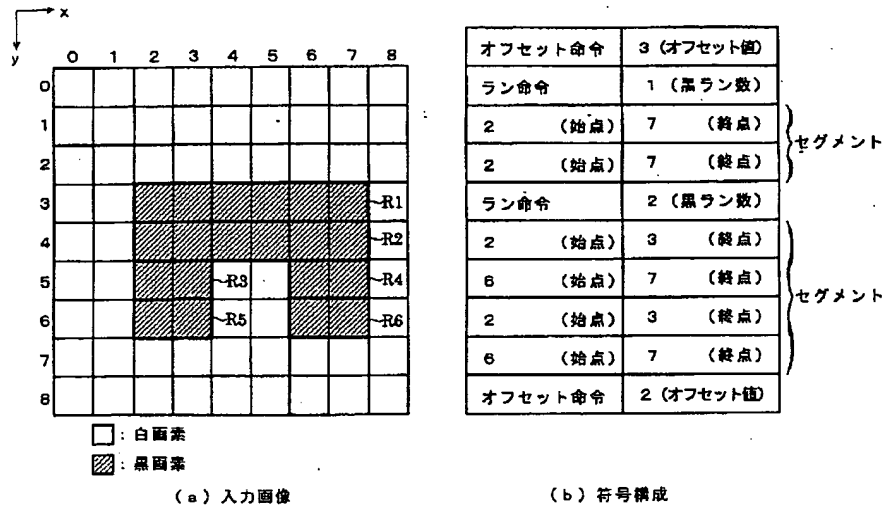 x
y
0 1 2 3 4 5 6 7 8
0
1
2
3
4
5
6
7
8
R1
R2
R3
R4
R5
R6
□：白画素
：黒画素
（a）入力画像
オフセット命令 3（オフセット値）
ラン命令 1（黒ラン数）
2（始点） 7（終点）
2（始点） 7（終点）
セグメント
ラン命令 2（黒ラン数）
2（始点） 3（終点）
6（始点） 7（終点）
2（始点） 3（終点）
6（始点） 7（終点）
セグメント
オフセット命令 2（オフセット値）
（b）符号構成